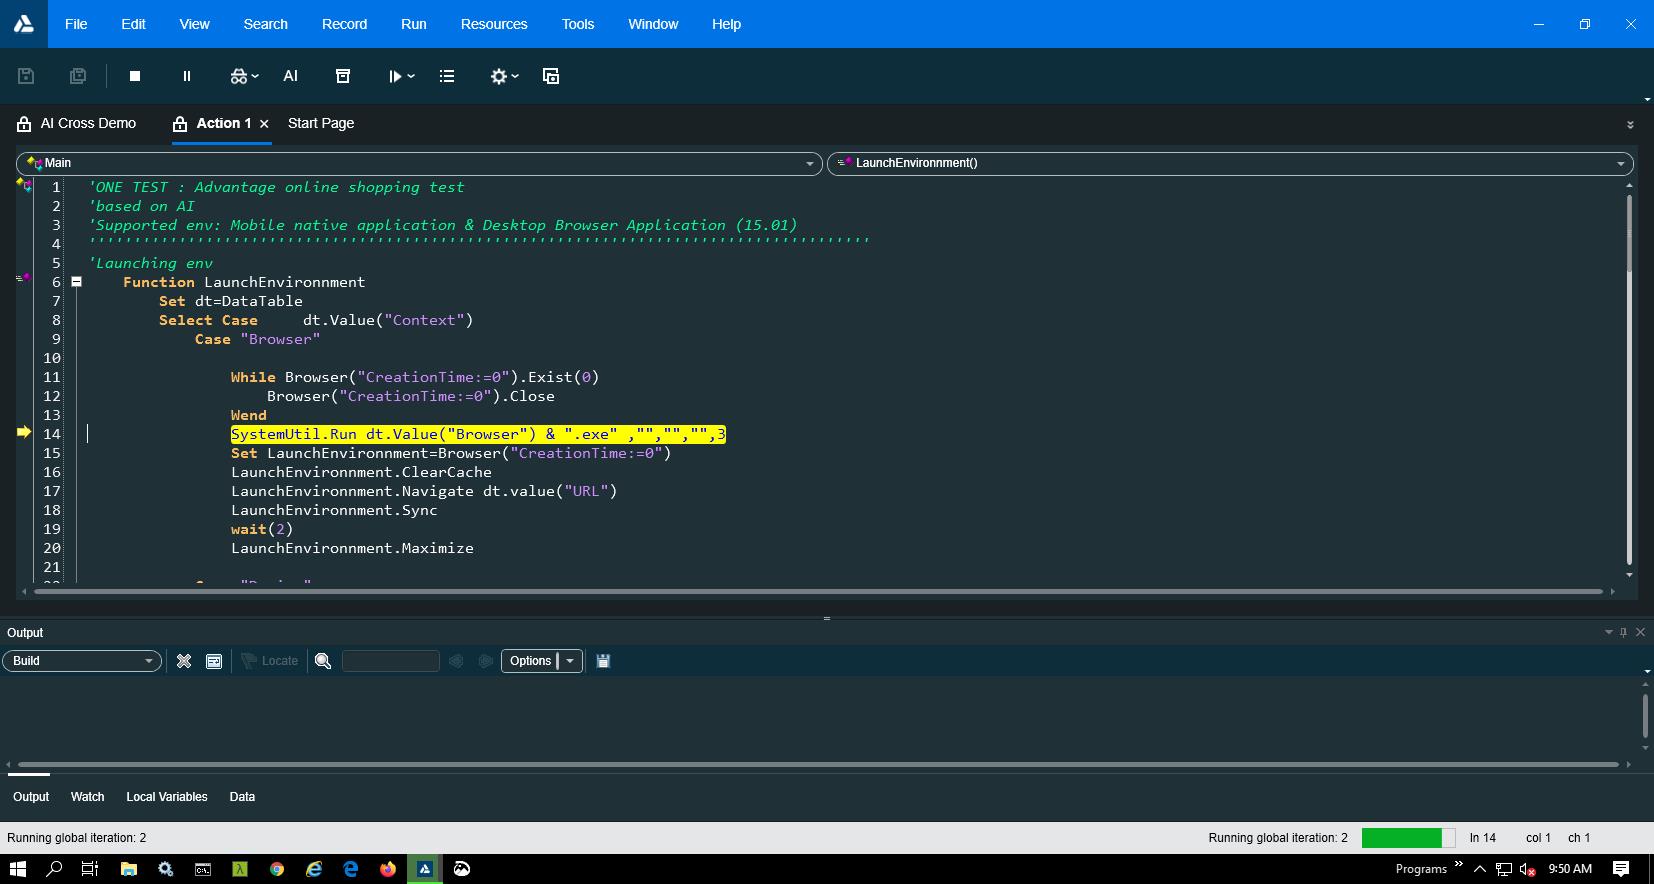 File Edit View Search Record Run Resources Tools Window Help
AI
AI Cross Demo Action 1 Start Page
Main LaunchEnvironnment()
1 'ONE TEST : Advantage online shopping test
2 'based on AI
3 'Supported env: Mobile native application & Desktop Browser Application (15.01)
4 '''''''''''''''''''''''''''''''''''''''''''''''''''''''''''''''''''''''''''''''''''''''
5 'Launching env
6 Function LaunchEnvironnment
7 Set dt=DataTable
8 Select Case dt.Value("Context")
9 Case "Browser"
10
11 While Browser("CreationTime:=0").Exist(0)
12 Browser("CreationTime:=0").Close
13 Wend
14 SystemUtil.Run dt.Value("Browser") & ".exe" ,"","","",3
15 Set LaunchEnvironnment=Browser("CreationTime:=0")
16 LaunchEnvironnment.ClearCache
17 LaunchEnvironnment.Navigate dt.value("URL")
18 LaunchEnvironnment.Sync
19 wait(2)
20 LaunchEnvironnment.Maximize
21
Output
Build Locate Options
Output Watch Local Variables Data
Running global iteration: 2 Running global iteration: 2 ln 14 col 1 ch 1
Programs 9:50 AM